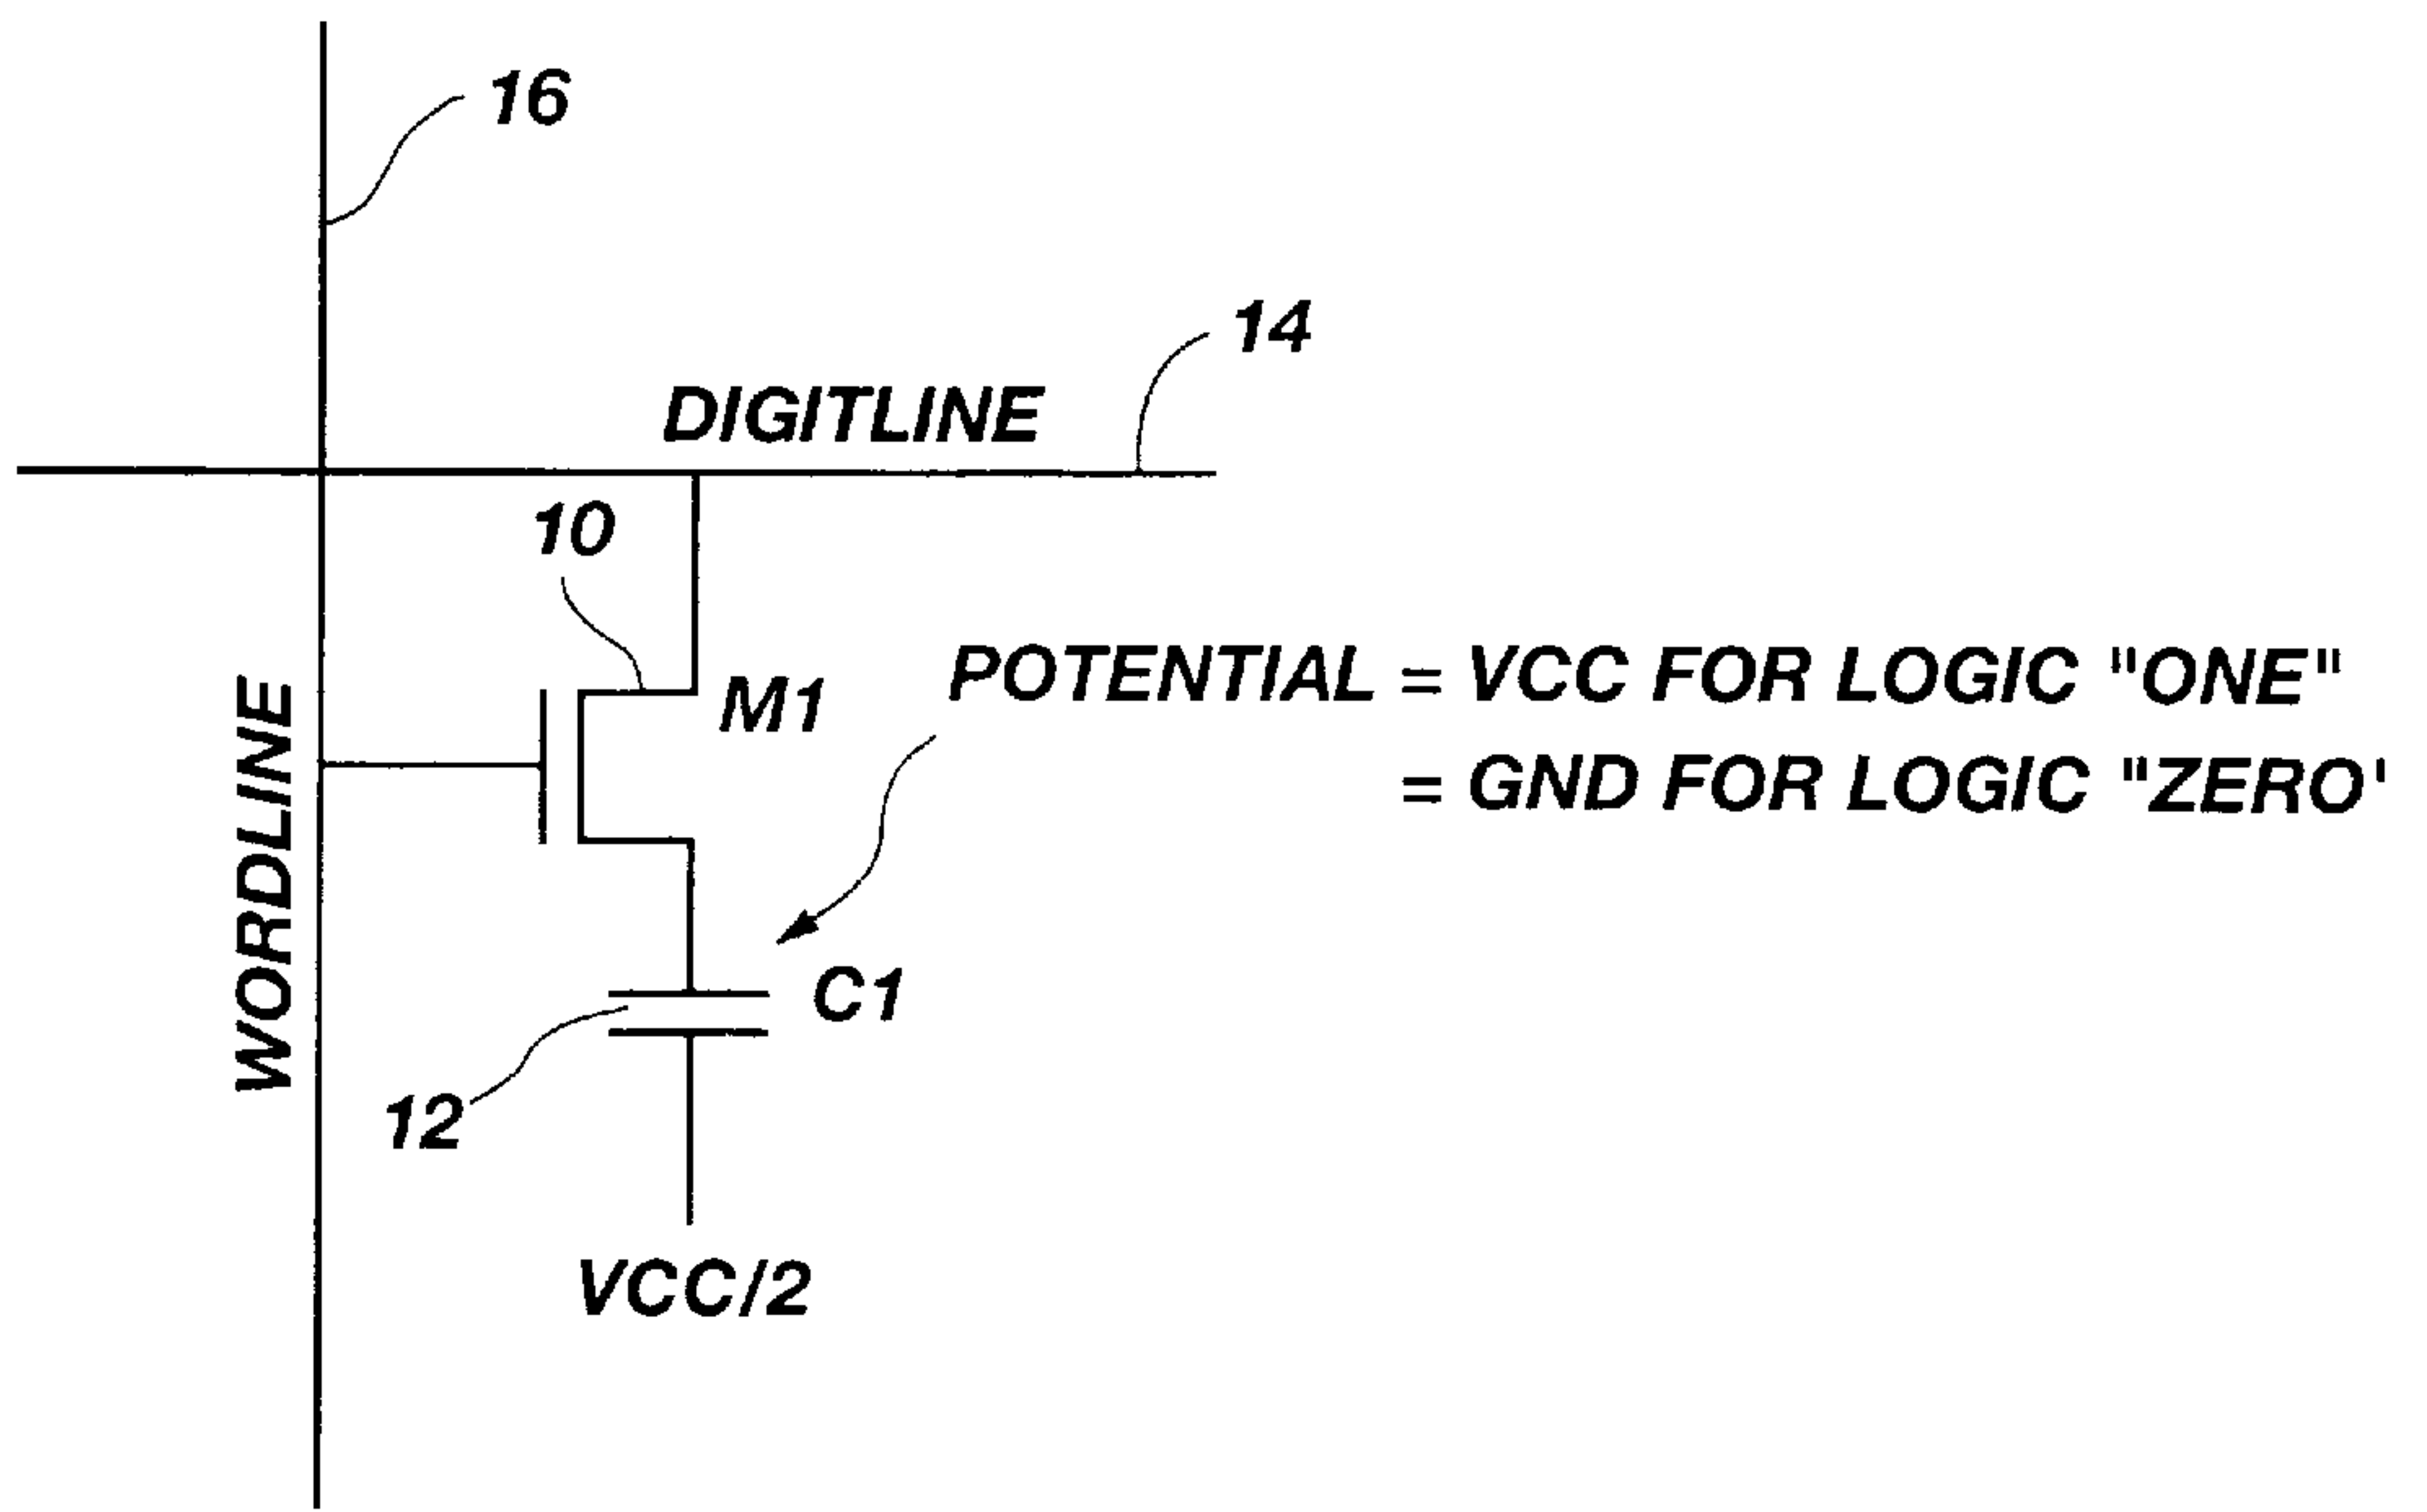 16
14
DIGITLINE
10
M1
POTENTIAL = VCC FOR LOGIC "ONE"
= GND FOR LOGIC "ZERO'
WORDLINE
C1
12
VCC/2